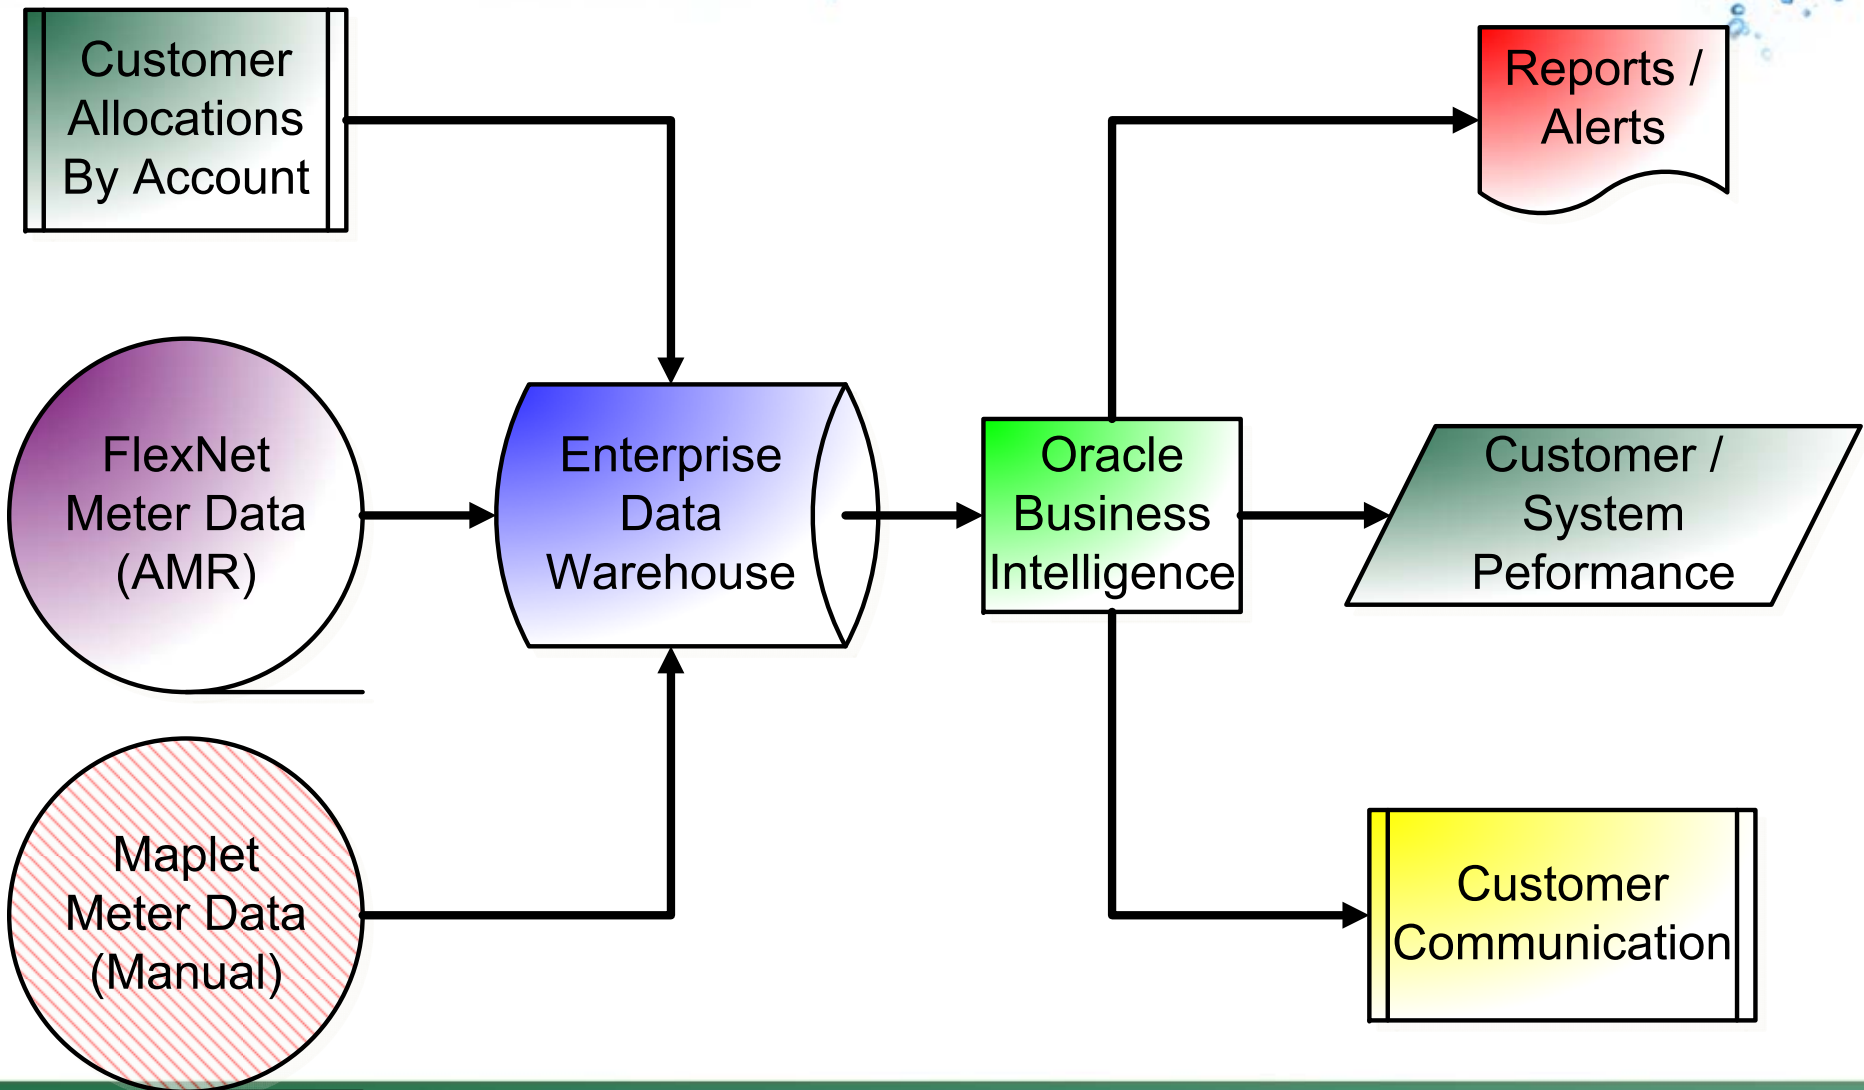 Customer
Allocations
By Account
Reports /
Alerts
FlexNet
Meter Data
(AMR)
Enterprise
Data
Warehouse
Oracle
Business
Intelligence
Customer /
System
Peformance
Maplet
Meter Data
(Manual)
Customer
Communication